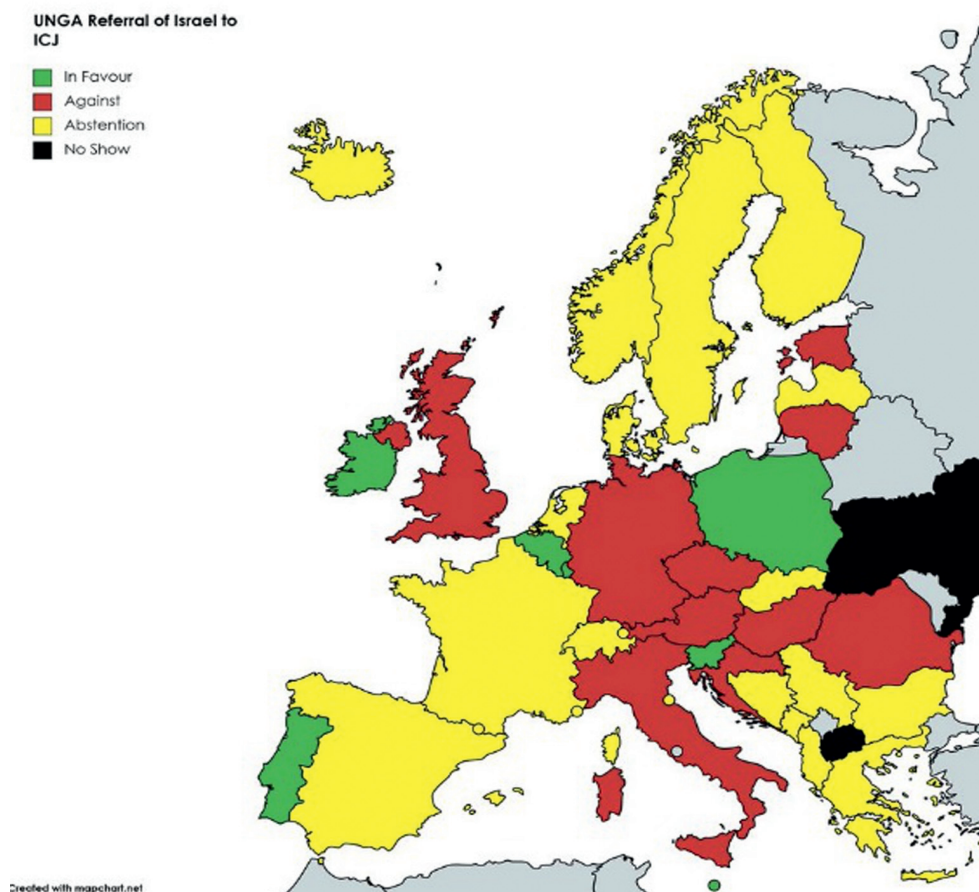 UNGA Referral of Israel to
ICJ
In Favour
Against
Abstention
No Show
Created with mapchart.net